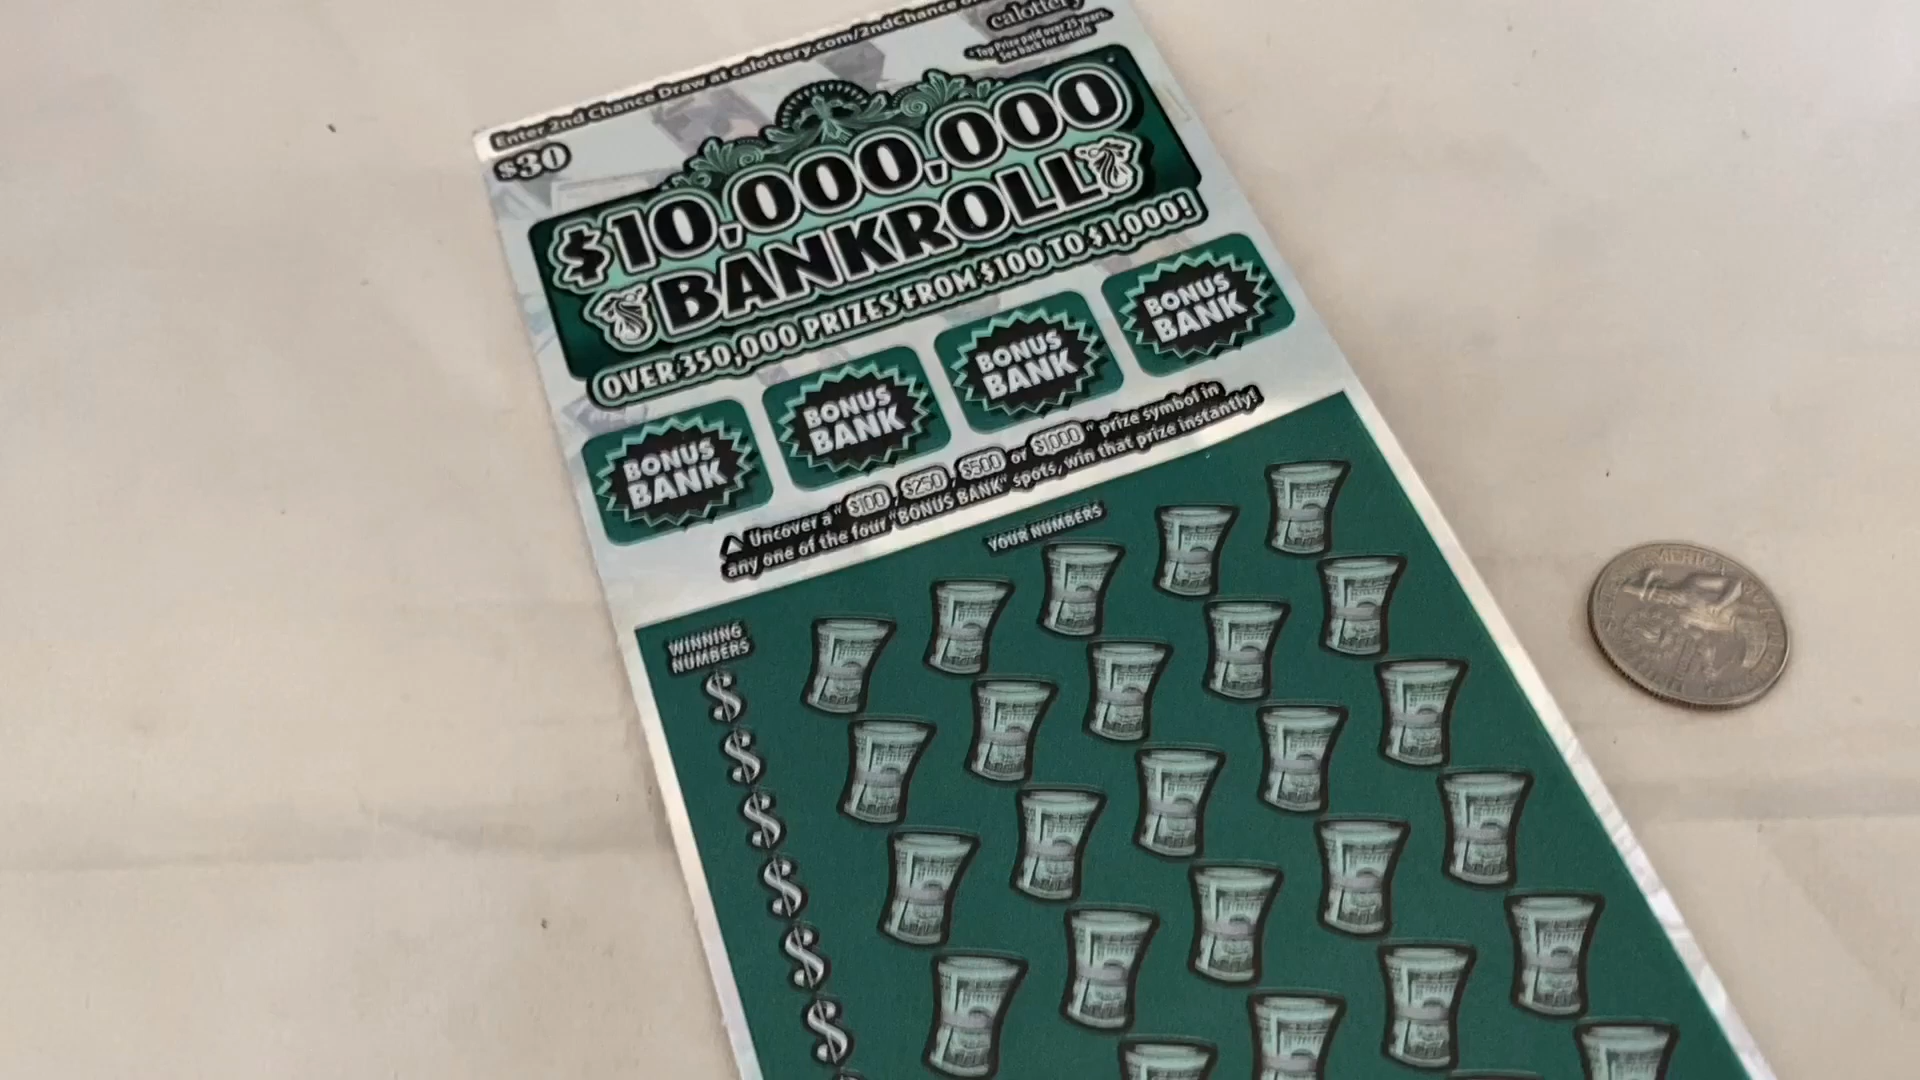 Enter 2nd Chance Draw at calottery.com/2ndChance
calottery
*Top Prize paid over 25 years.
See back for details
$30
$10,000,000
BANKROLL
OVER 350,000 PRIZES FROM $100 TO $1,000!
BONUS BANK
BONUS BANK
BONUS BANK
BONUS BANK
Uncover a "$100, $250, $500 or $1000" prize symbol in
any one of the four "BONUS BANK" spots, win that prize instantly!
YOUR NUMBERS
WINNING
NUMBERS
$
$
$
$
$
$